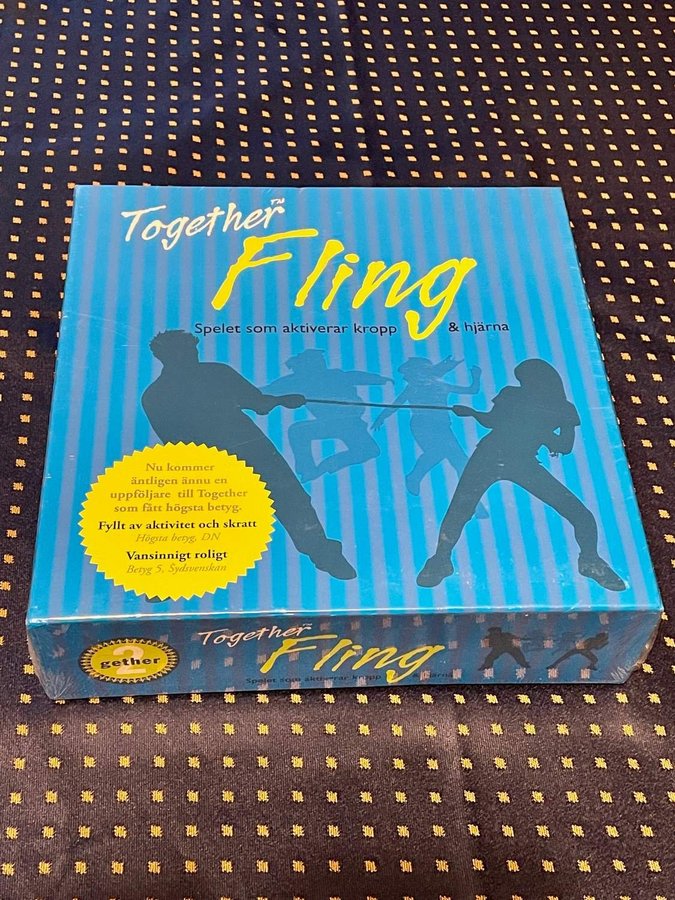 Together™
Fling
Spelet som aktiverar kropp & hjärna
Nu kommer
äntligen ännu en
uppföljare till Together
som fått högsta betyg.
Fyllt av aktivitet och skratt
Högsta betyg, DN
Vansinnigt roligt
Betyg 5, Sydsvenskan
2
gether
Together™
Fling
Spelet som aktiverar kropp & hjärna